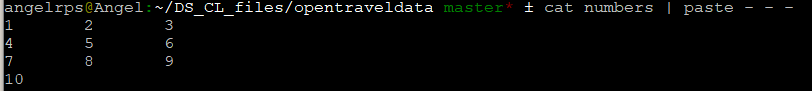 angelrps@Angel:~/DS_CL_files/opentraveldata master* ± cat numbers | paste - - -
1 2 3
4 5 6
7 8 9
10